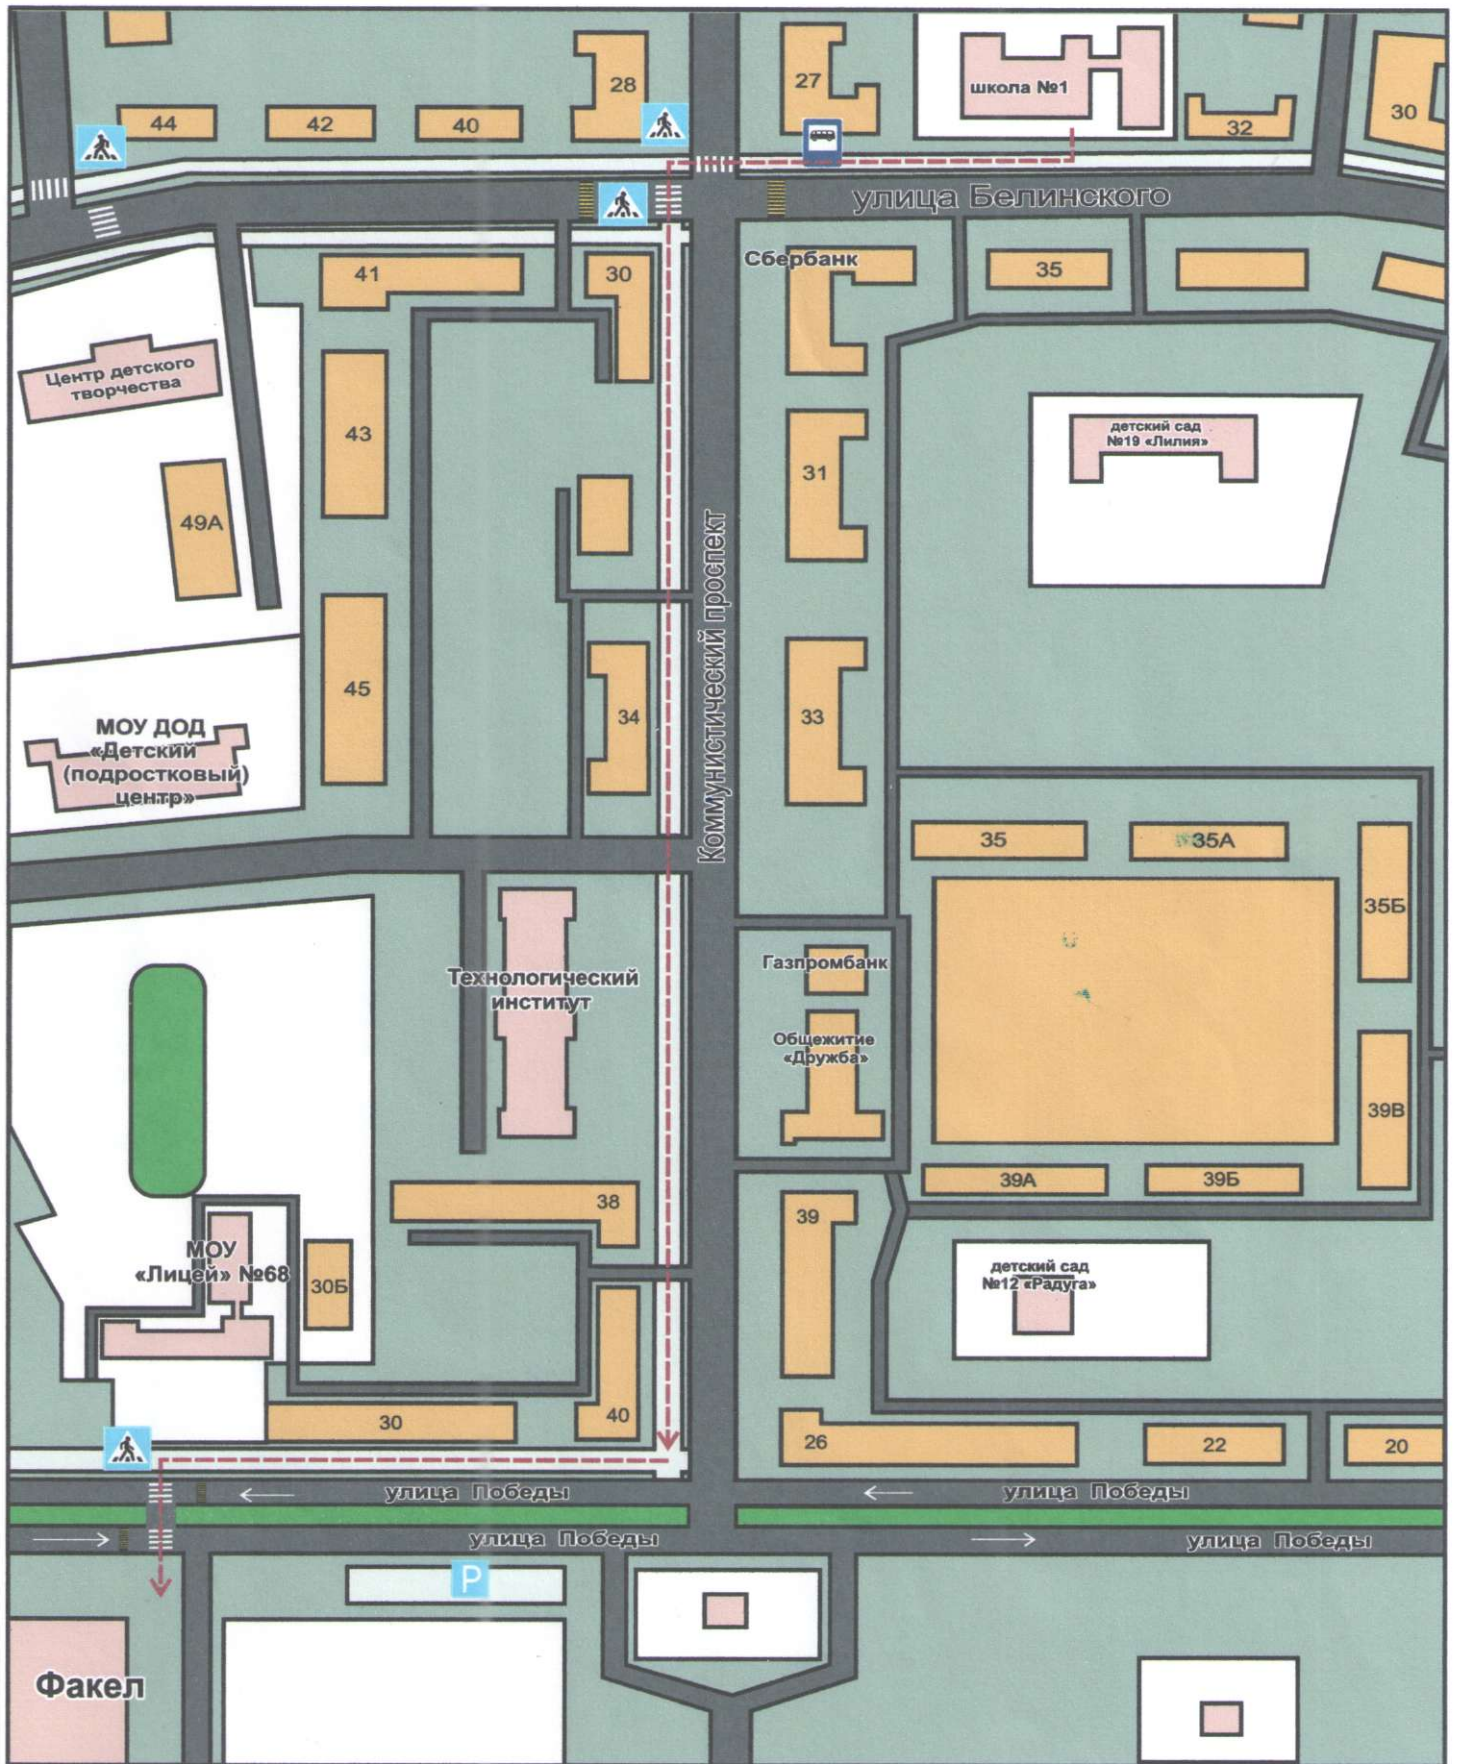 28
27
школа №1
44
42
40
32
30
улица Белинского
41
30
Сбербанк
35
Центр детского
творчества
43
детский сад
№19 «Лилия»
31
49А
Коммунистический проспект
45
34
33
МОУ ДОД
«Детский
(подростковый)
центр»
35
35А
35Б
Газпромбанк
Технологический
институт
Общежитие
«Дружба»
39В
39А
39Б
38
39
МОУ
«Лицей» №68
30Б
детский сад
№12 «Радуга»
30
40
26
22
20
улица Победы
улица Победы
улица Победы
улица Победы
P
Факел